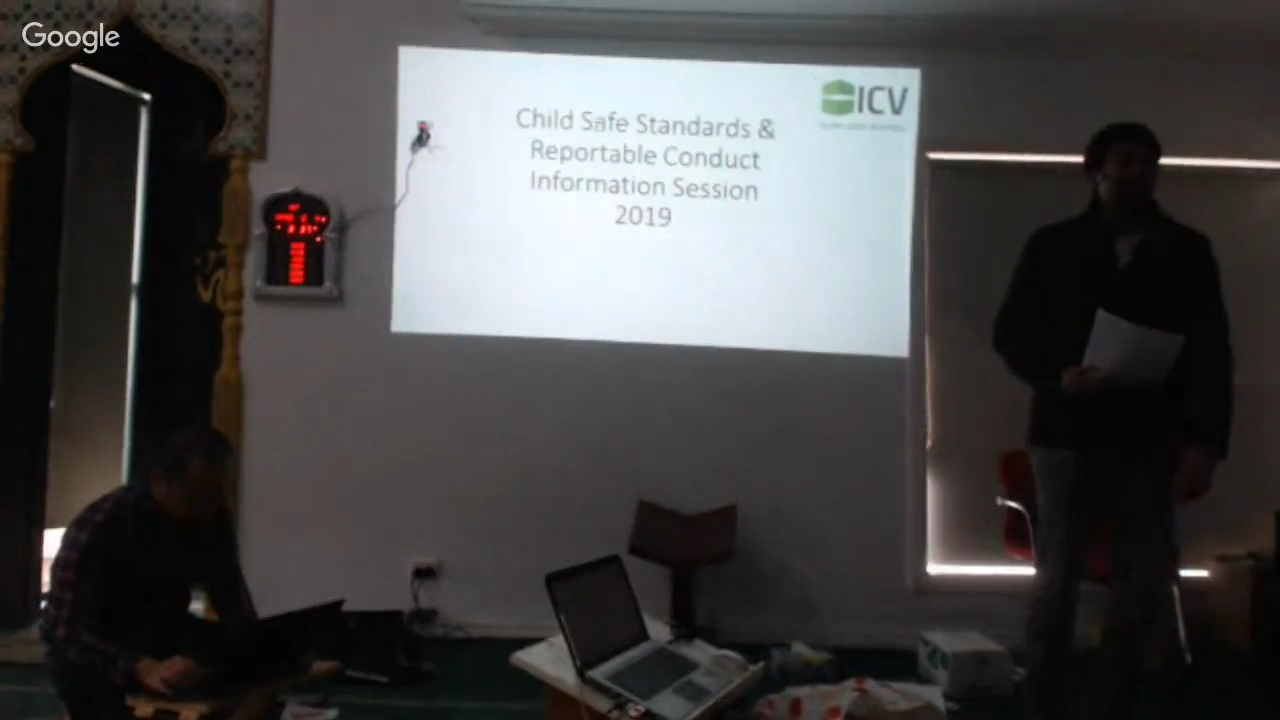 Google
ICV
Child Safe Standards &
Reportable Conduct
Information Session
2019